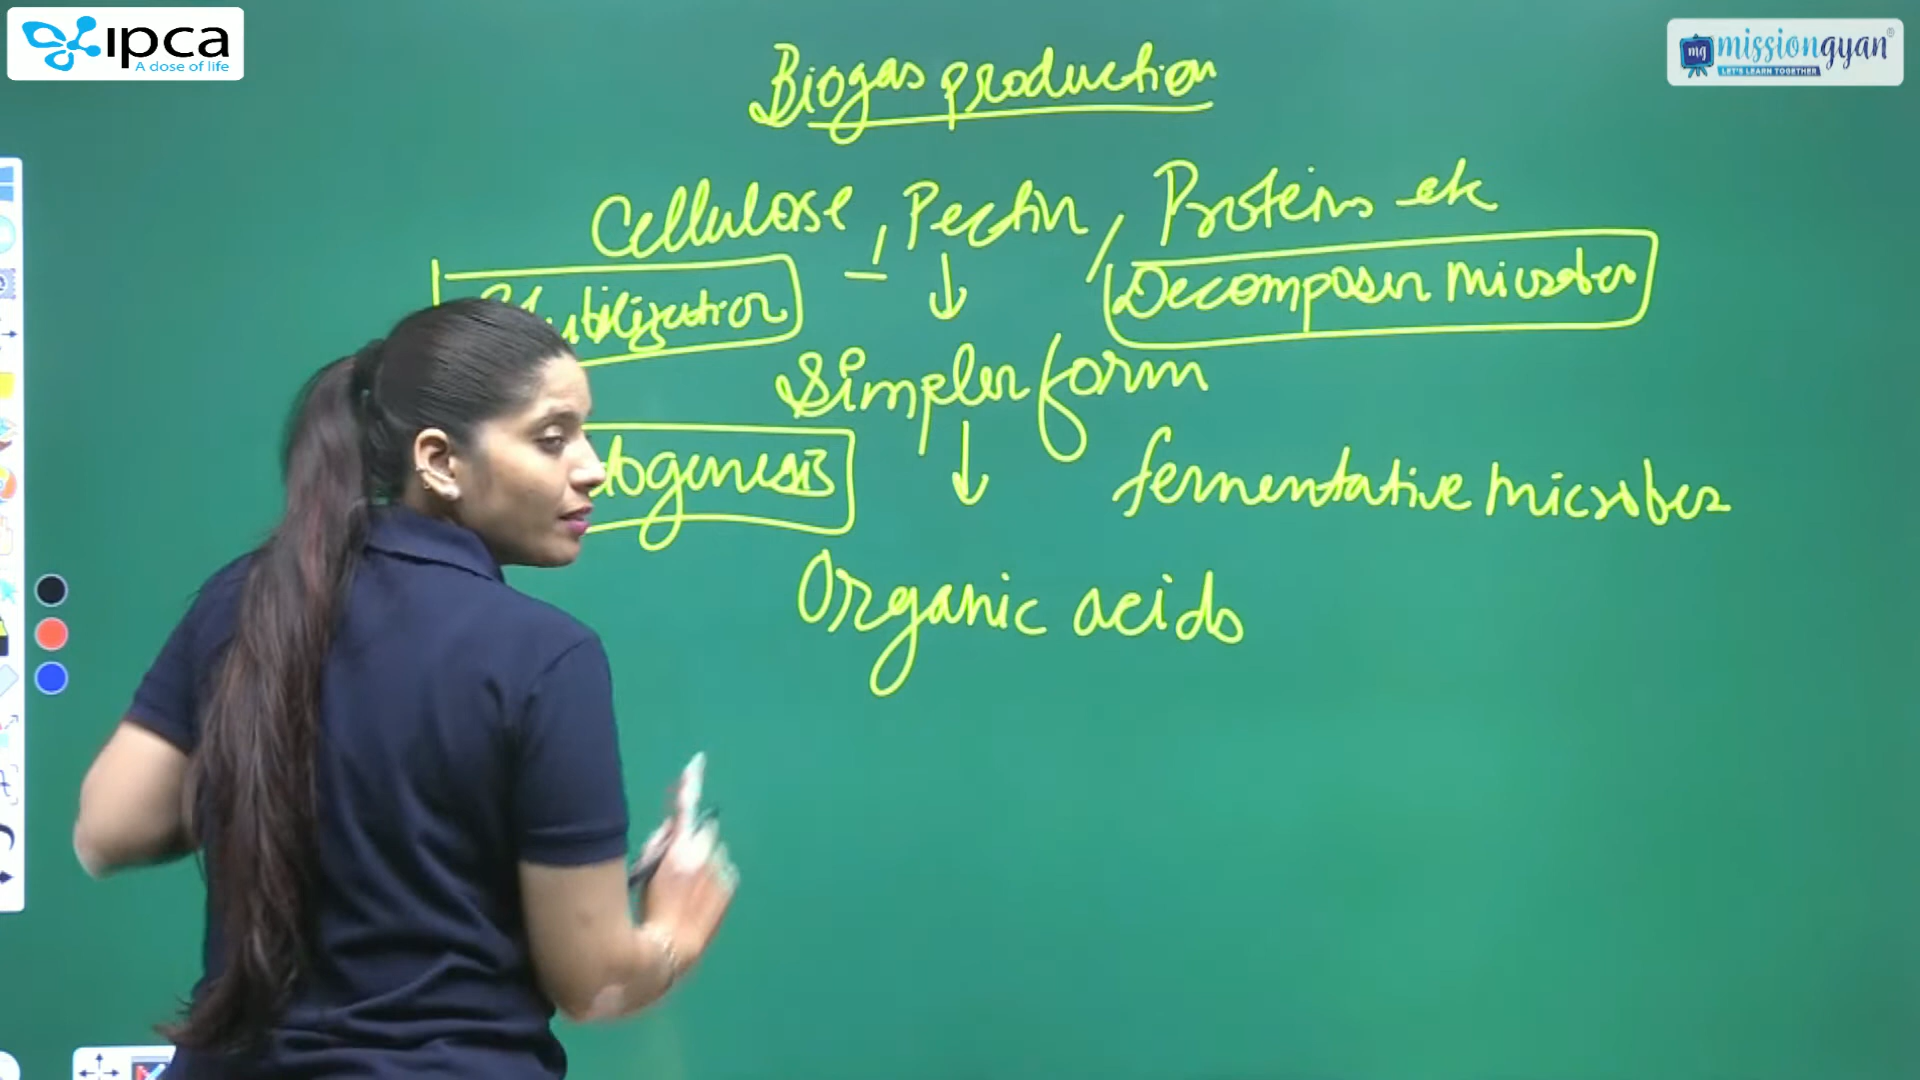 ipca
A dose of life
mg missiongyan
LET'S LEARN TOGETHER
Biogas production
Cellulose, Pectin, Proteins etc
Decomposer microbes
Simpler form
fermentative microbes
Organic acids